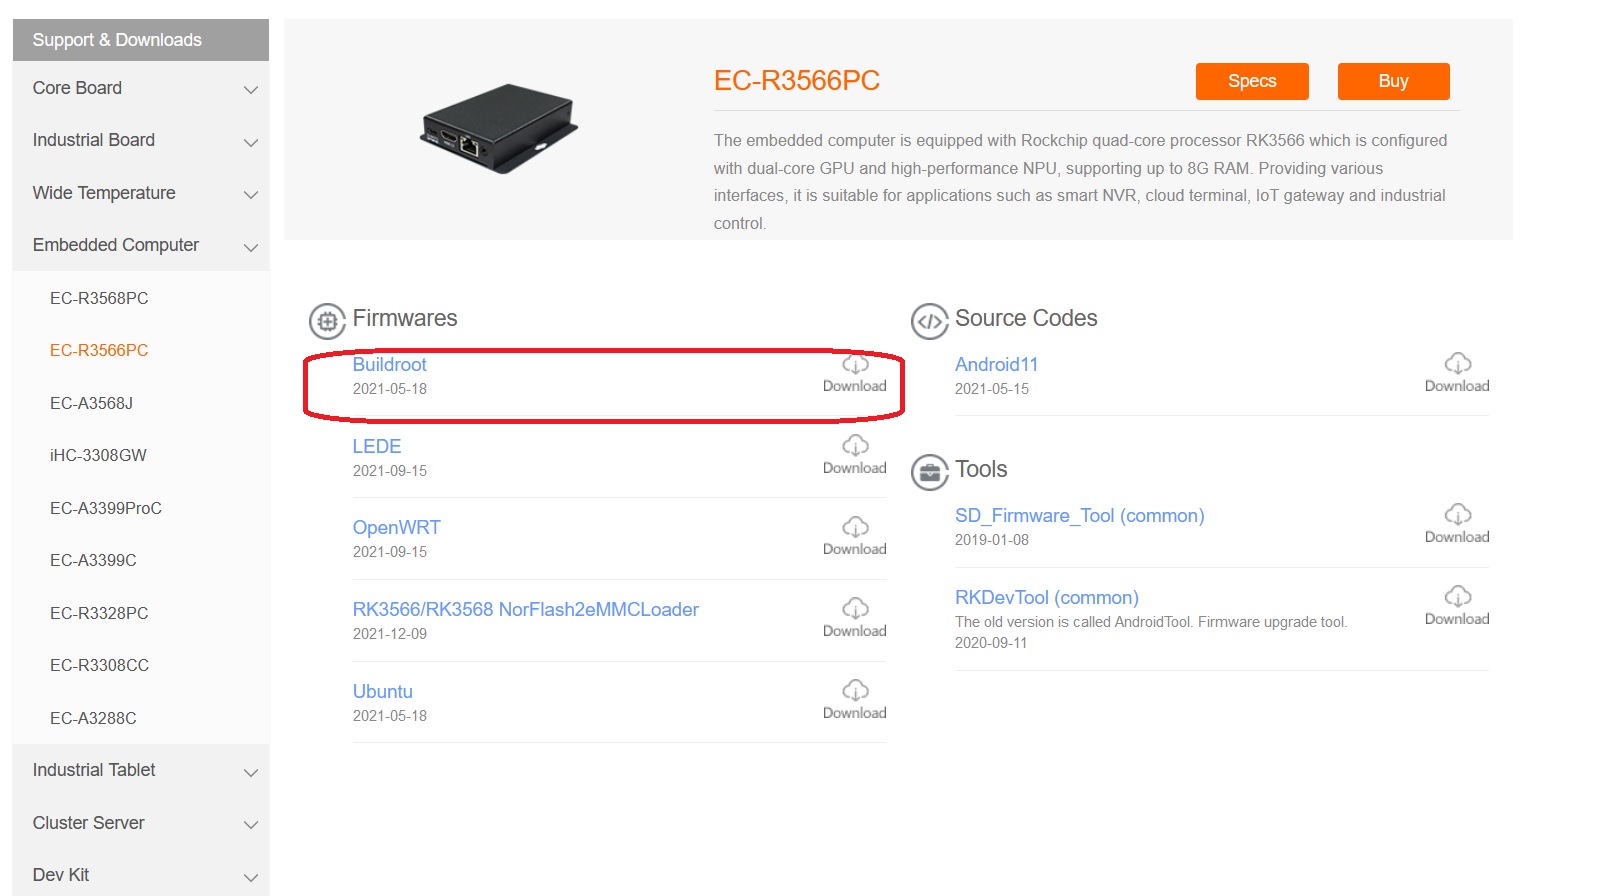 Support & Downloads
Core Board
Industrial Board
Wide Temperature
Embedded Computer
EC-R3568PC
EC-R3566PC
EC-A3568J
iHC-3308GW
EC-A3399ProC
EC-A3399C
EC-R3328PC
EC-R3308CC
EC-A3288C
Industrial Tablet
Cluster Server
Dev Kit
EC-R3566PC
Specs
Buy
The embedded computer is equipped with Rockchip quad-core processor RK3566 which is configured
with dual-core GPU and high-performance NPU, supporting up to 8G RAM. Providing various
interfaces, it is suitable for applications such as smart NVR, cloud terminal, IoT gateway and industrial
control.
Firmwares
Buildroot
2021-05-18
Download
LEDE
2021-09-15
Download
OpenWRT
2021-09-15
Download
RK3566/RK3568 NorFlash2eMMCLoader
2021-12-09
Download
Ubuntu
2021-05-18
Download
Source Codes
Android11
2021-05-15
Download
Tools
SD_Firmware_Tool (common)
2019-01-08
Download
RKDevTool (common)
The old version is called AndroidTool. Firmware upgrade tool.
2020-09-11
Download